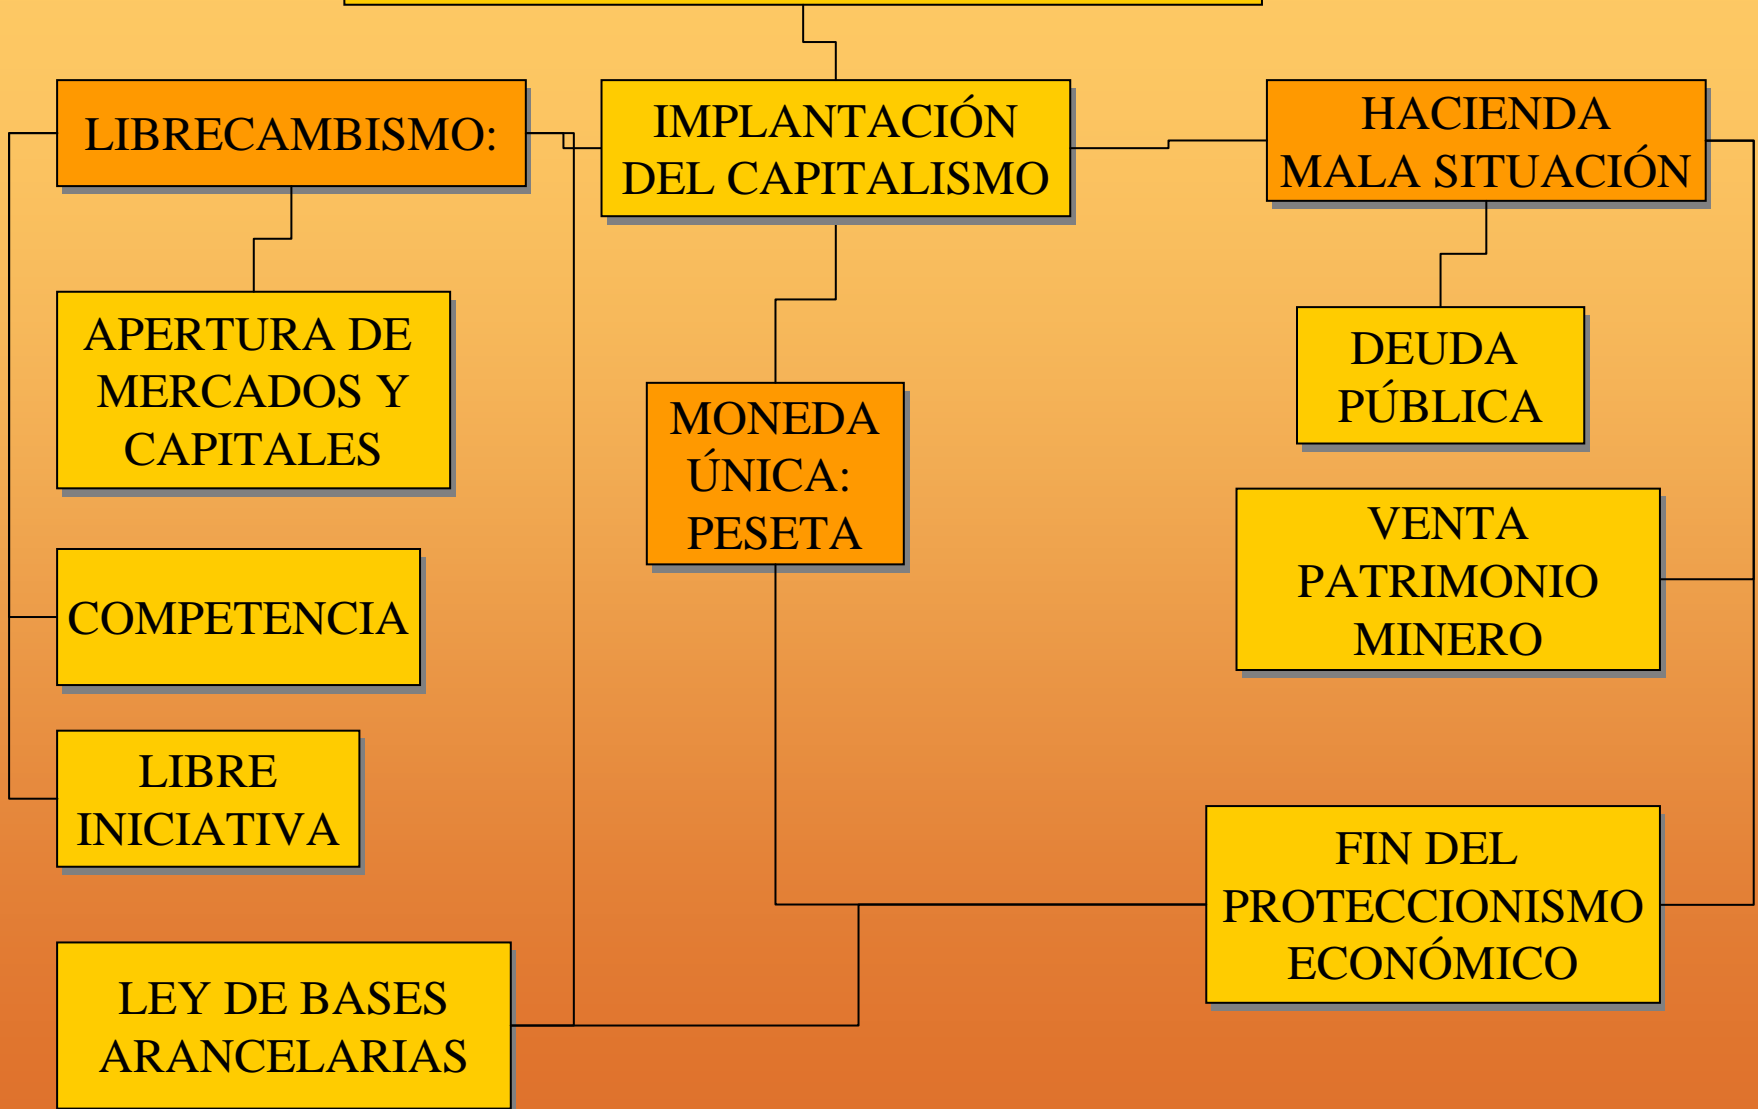 LIBRECAMBISMO:
IMPLANTACIÓN
DEL CAPITALISMO
HACIENDA
MALA SITUACIÓN
APERTURA DE
MERCADOS Y
CAPITALES
MONEDA
ÚNICA:
PESETA
DEUDA
PÚBLICA
VENTA
PATRIMONIO
MINERO
COMPETENCIA
LIBRE
INICIATIVA
FIN DEL
PROTECCIONISMO
ECONÓMICO
LEY DE BASES
ARANCELARIAS